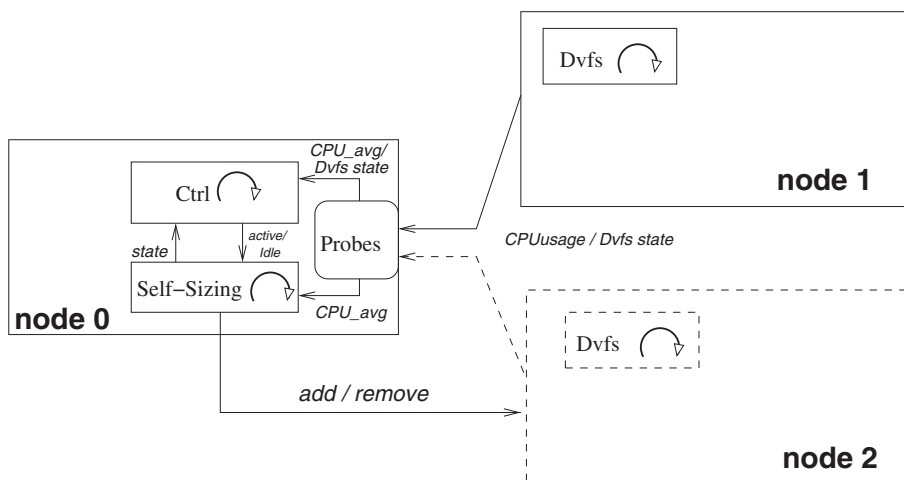 Dvfs
node 1
CPU_avg/
Dvfs state
Ctrl
Probes
state
active/
Idle
Self−Sizing
CPU_avg
node 0
CPUusage / Dvfs state
add / remove
Dvfs
node 2